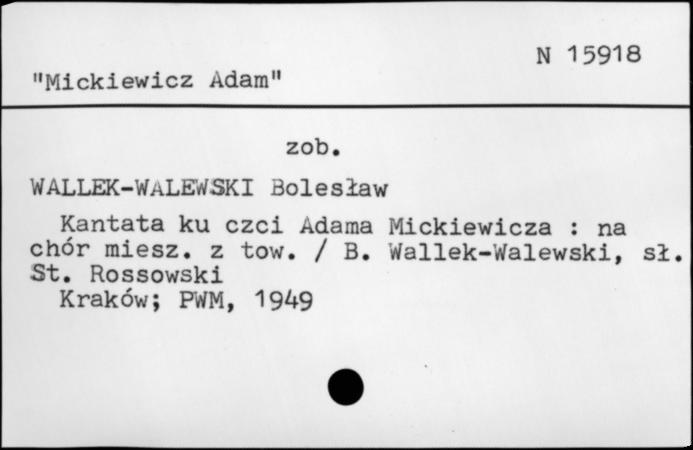 N 15918
"Mickiewicz Adam"
zob.
WALLEK-WALEWSKI Bolesław
Kantata ku czci Adama Mickiewicza : na
chór miesz. z tow. / B. Wallek-Walewski, sł.
St. Rossowski
Kraków; PWM, 1949